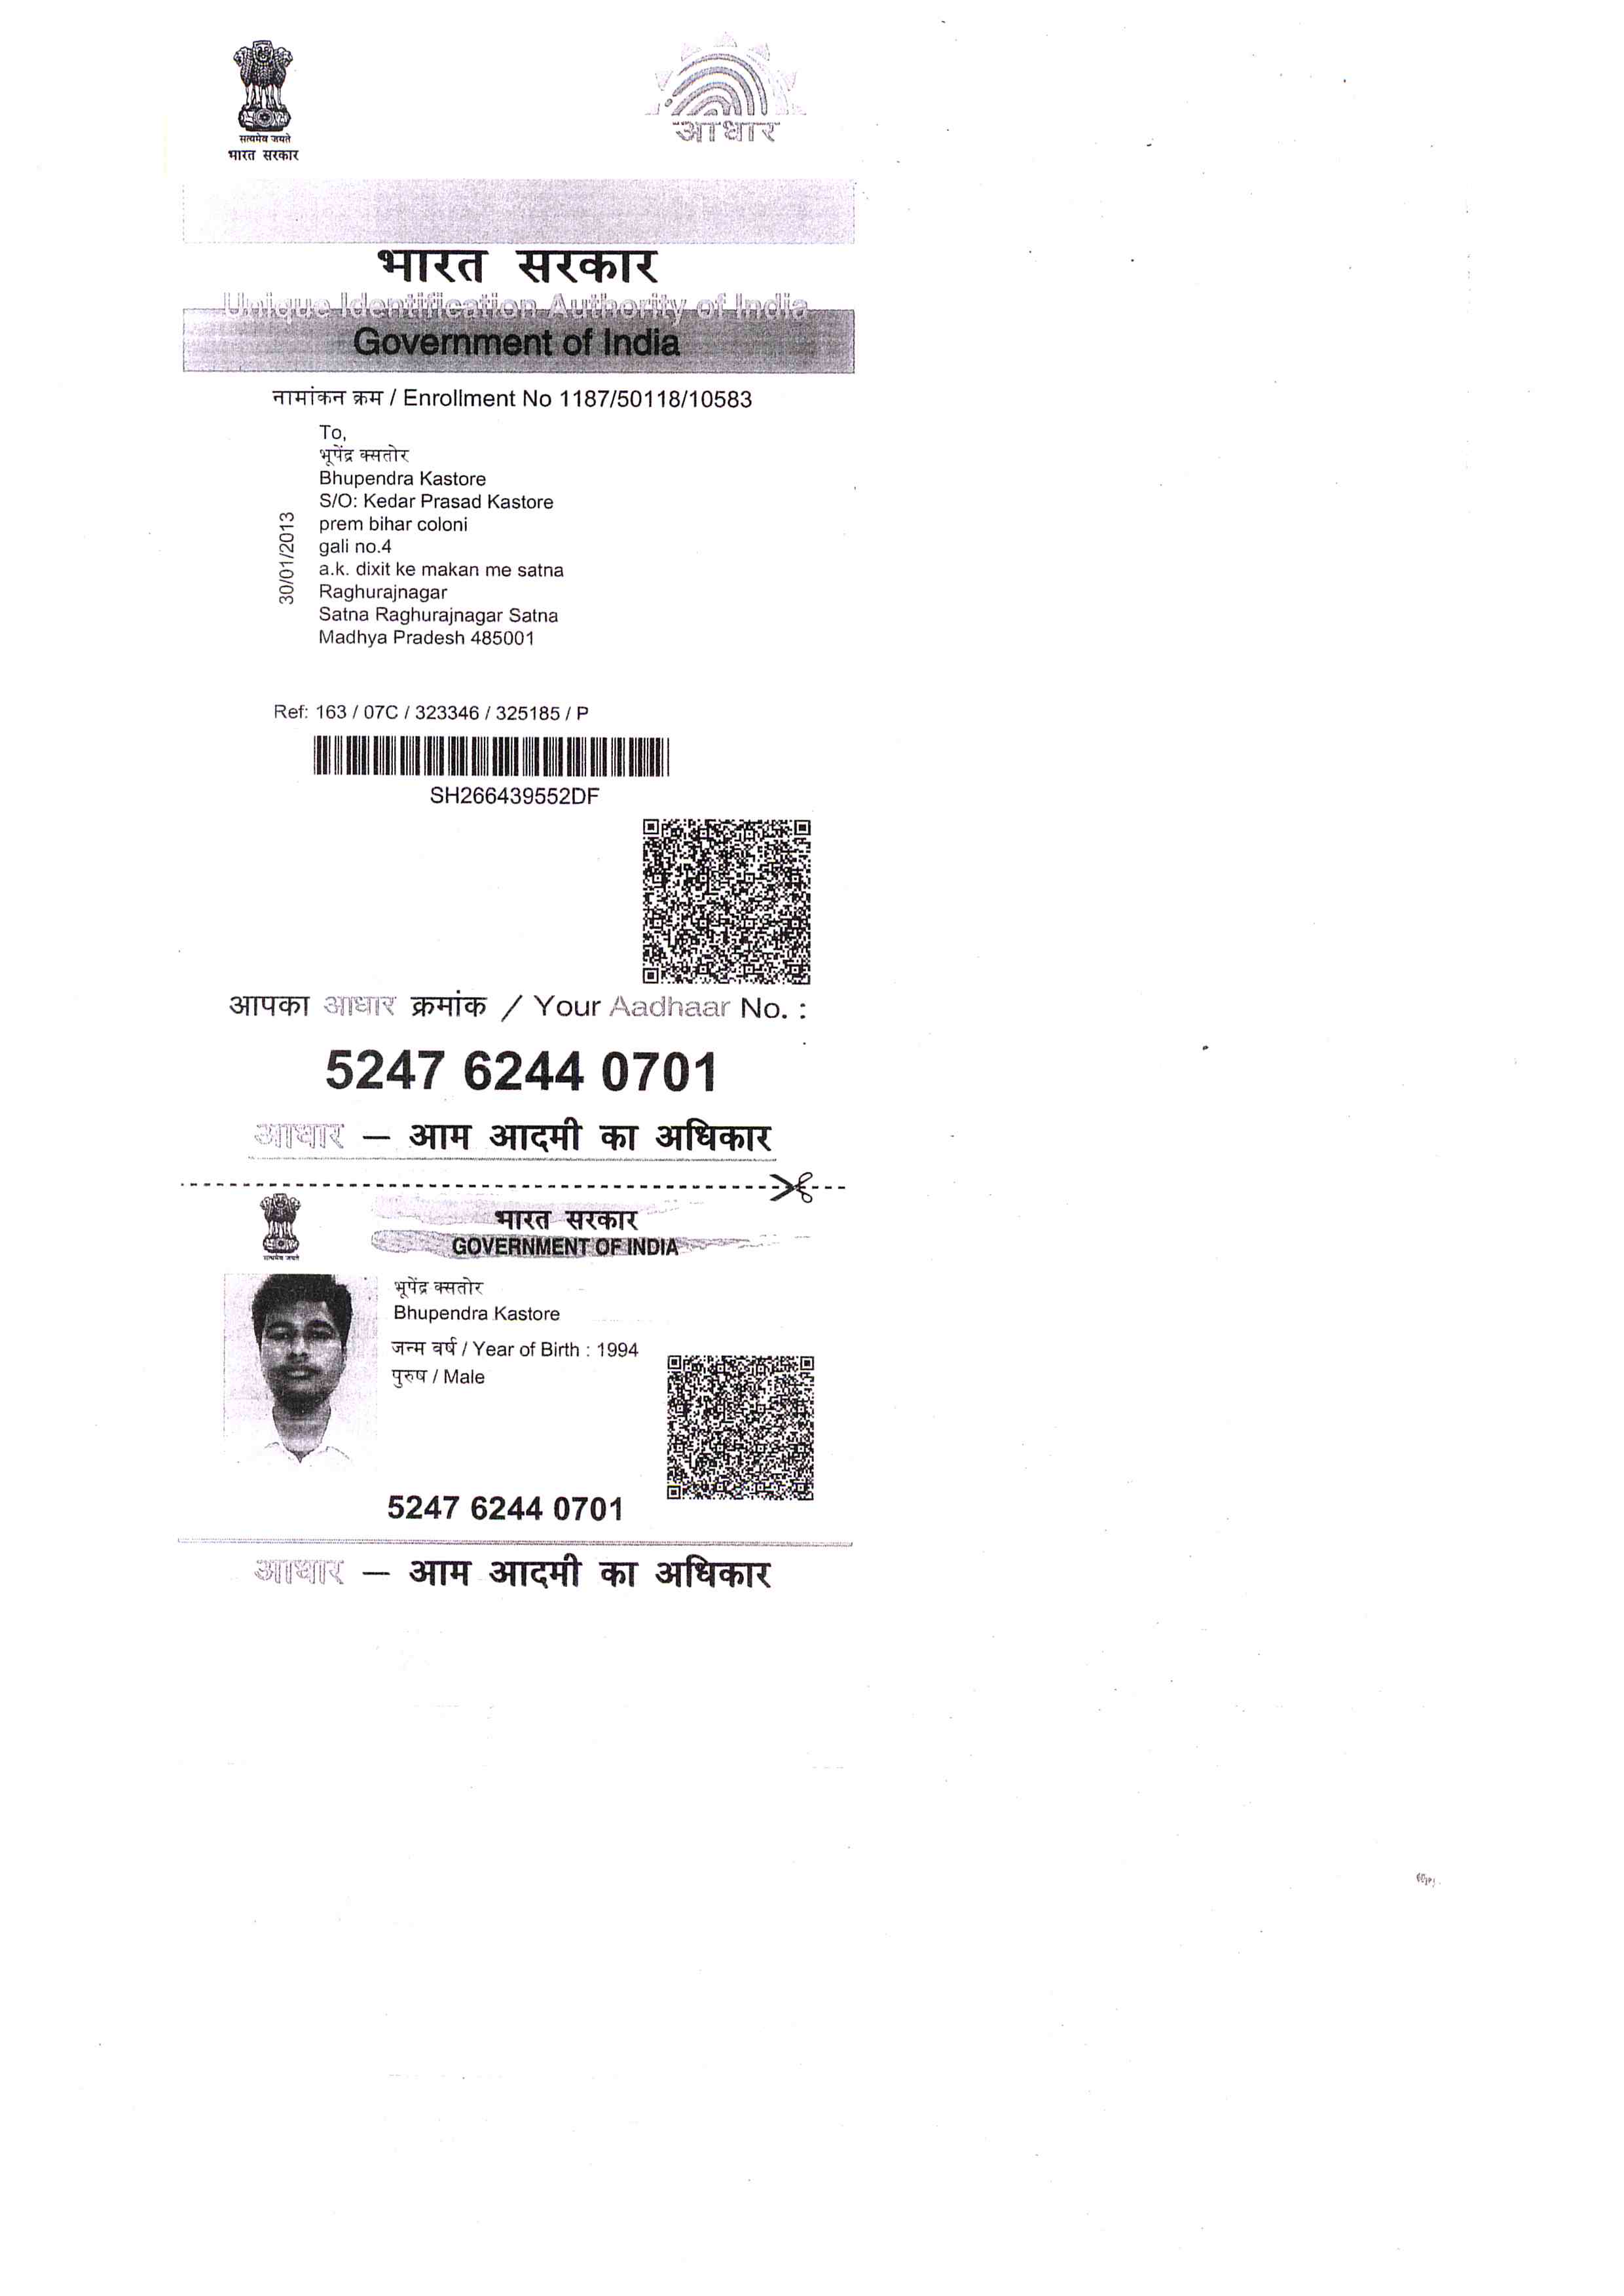 सत्यमेव जयते
भारत सरकार
आधार
भारत सरकार
Unique Identification Authority of India
Government of India
नामांकन क्रम / Enrollment No 1187/50118/10583
To,
भूपेंद्र क्सतोर
Bhupendra Kastore
S/O: Kedar Prasad Kastore
prem bihar coloni
gali no.4
a.k. dixit ke makan me satna
Raghurajnagar
Satna Raghurajnagar Satna
Madhya Pradesh 485001
30/01/2013
Ref: 163 / 07C / 323346 / 325185 / P
SH266439552DF
आपका आधार क्रमांक / Your Aadhaar No. :
5247 6244 0701
आधार – आम आदमी का अधिकार
सत्यमेव जयते
भारत सरकार
GOVERNMENT OF INDIA
भूपेंद्र क्सतोर
Bhupendra Kastore
जन्म वर्ष / Year of Birth : 1994
पुरुष / Male
5247 6244 0701
आधार – आम आदमी का अधिकार